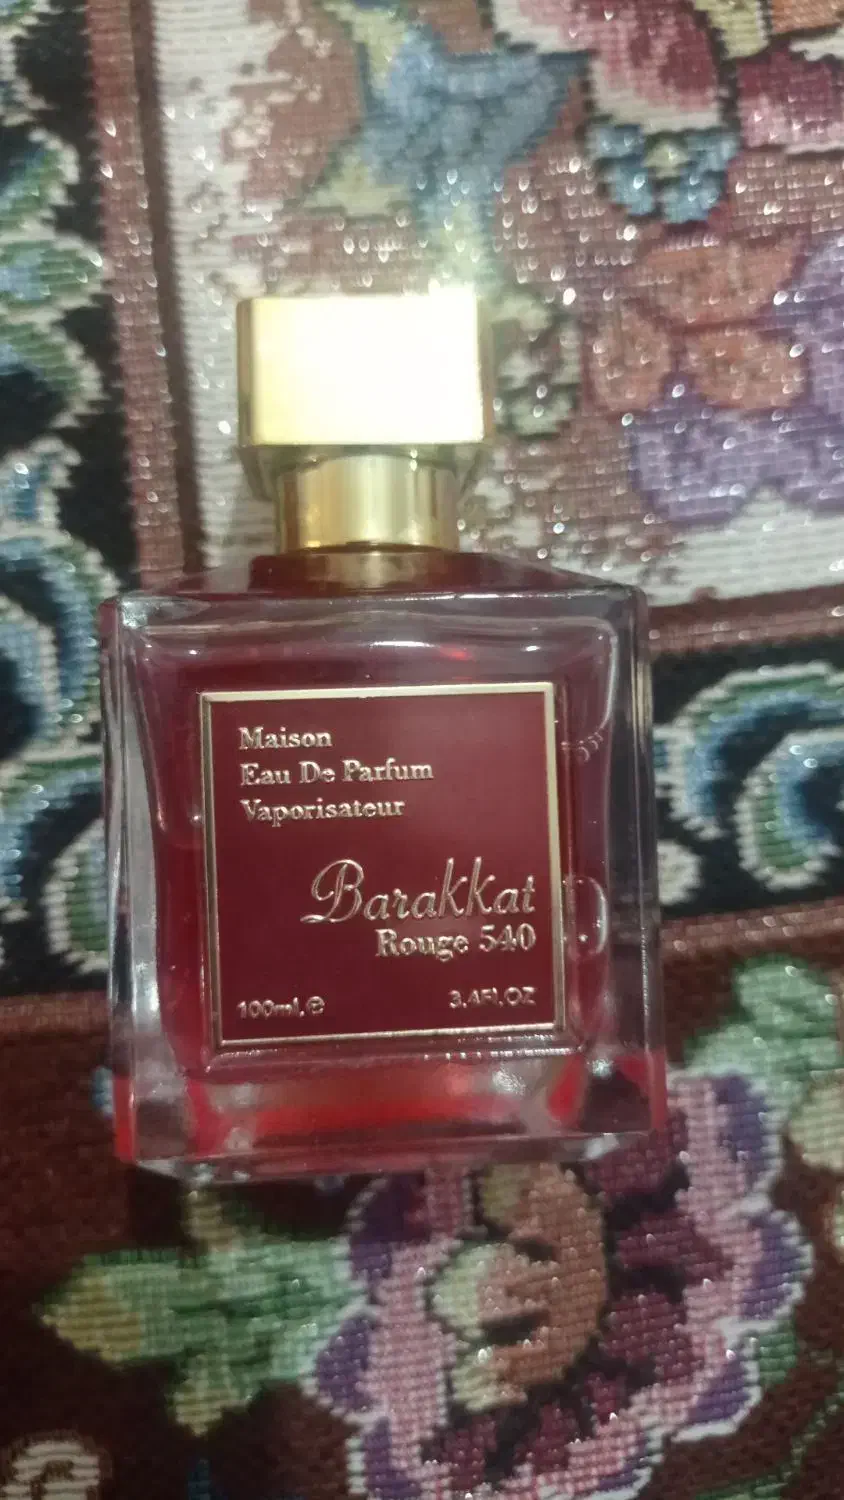 Maison
Eau De Parfum
Vaporisateur
Barakkat
Rouge 540
100ml.e 3.4Fl.OZ